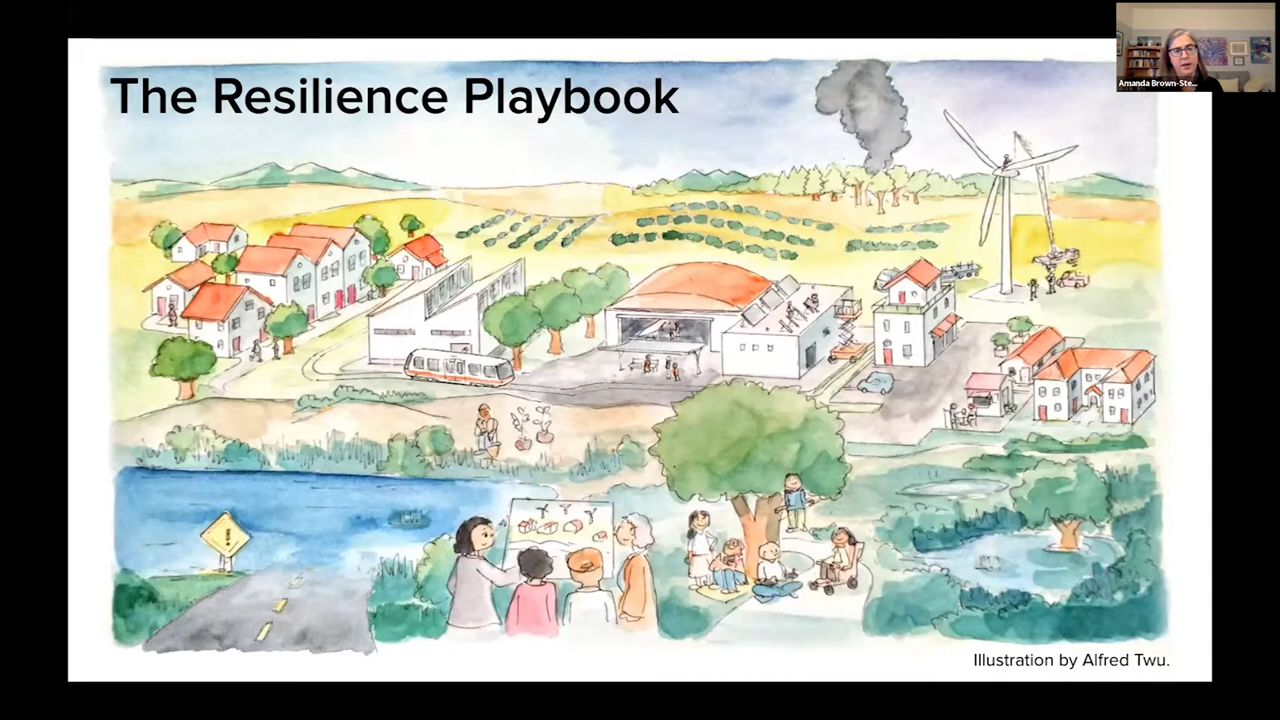 The Resilience Playbook
Amanda Brown-Ste...
Illustration by Alfred Twu.